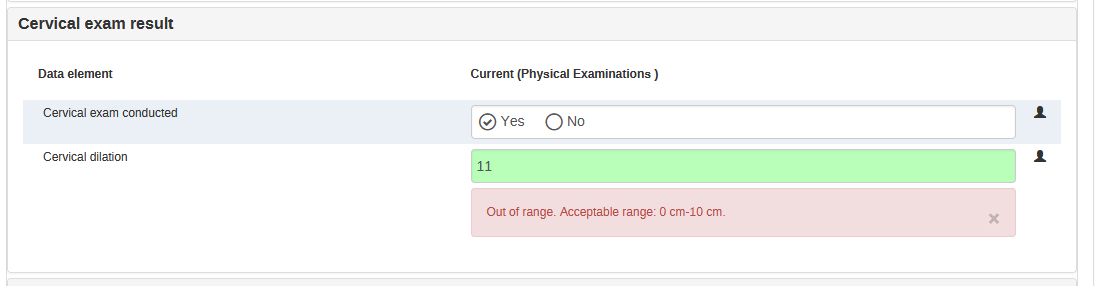 Cervical exam result
Data element Current (Physical Examinations )
Cervical exam conducted Yes No
Cervical dilation 11
Out of range. Acceptable range: 0 cm-10 cm.